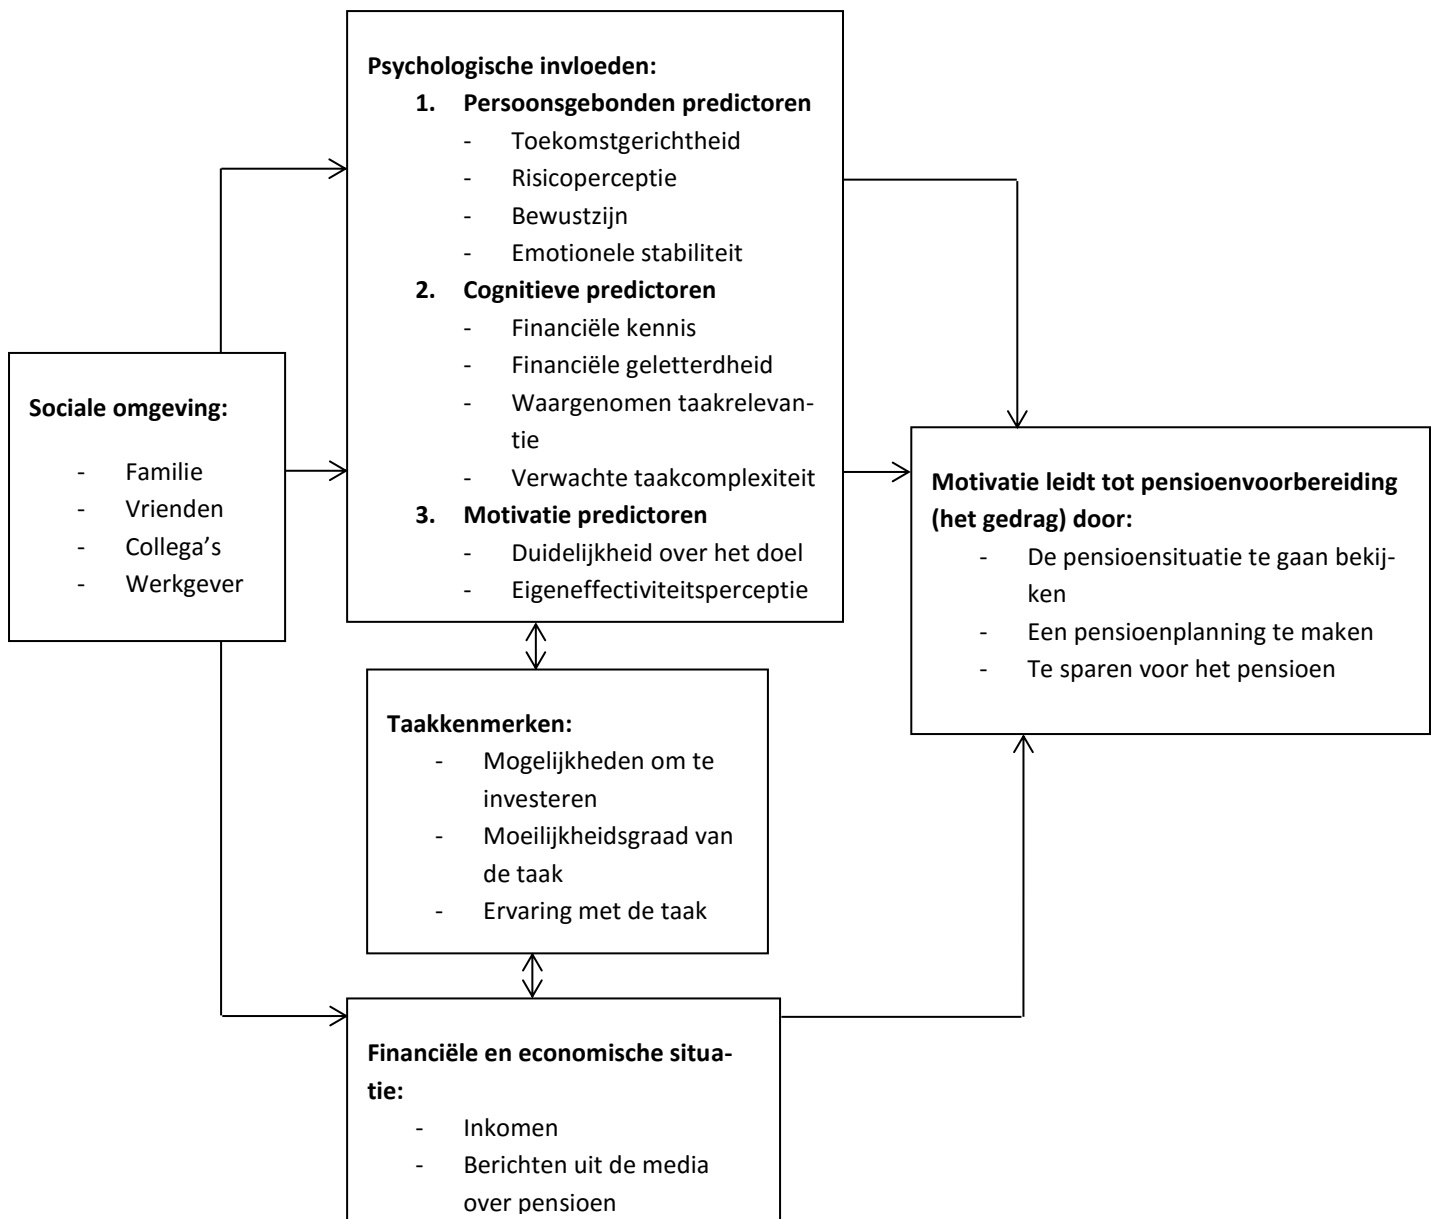 Psychologische invloeden:
1. Persoonsgebonden predictoren
- Toekomstgerichtheid
- Risicoperceptie
- Bewustzijn
- Emotionele stabiliteit
2. Cognitieve predictoren
- Financiële kennis
- Financiële geletterdheid
- Waargenomen taakrelevan-
tie
- Verwachte taakcomplexiteit
3. Motivatie predictoren
- Duidelijkheid over het doel
- Eigeneffectiviteitsperceptie
Sociale omgeving:
- Familie
- Vrienden
- Collega’s
- Werkgever
Motivatie leidt tot pensioenvoorbereiding
(het gedrag) door:
- De pensioensituatie te gaan bekij-
ken
- Een pensioenplanning te maken
- Te sparen voor het pensioen
Taakkenmerken:
- Mogelijkheden om te
investeren
- Moeilijkheidsgraad van
de taak
- Ervaring met de taak
Financiële en economische situa-
tie:
- Inkomen
- Berichten uit de media
over pensioen